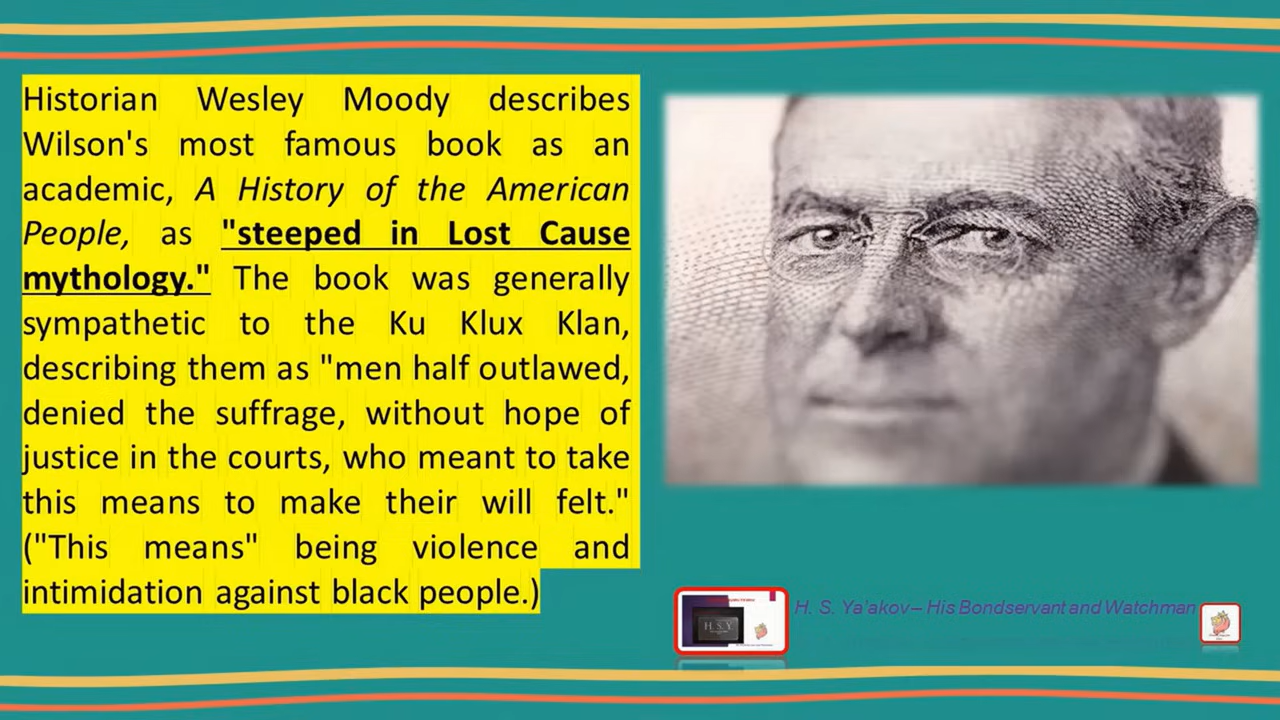 Historian Wesley Moody describes
Wilson's most famous book as an
academic, A History of the American
People, as "steeped in Lost Cause
mythology." The book was generally
sympathetic to the Ku Klux Klan,
describing them as "men half outlawed,
denied the suffrage, without hope of
justice in the courts, who meant to take
this means to make their will felt."
("This means" being violence and
intimidation against black people.)
H. S. Ya'akov – His Bondservant and Watchman
H. S. Y